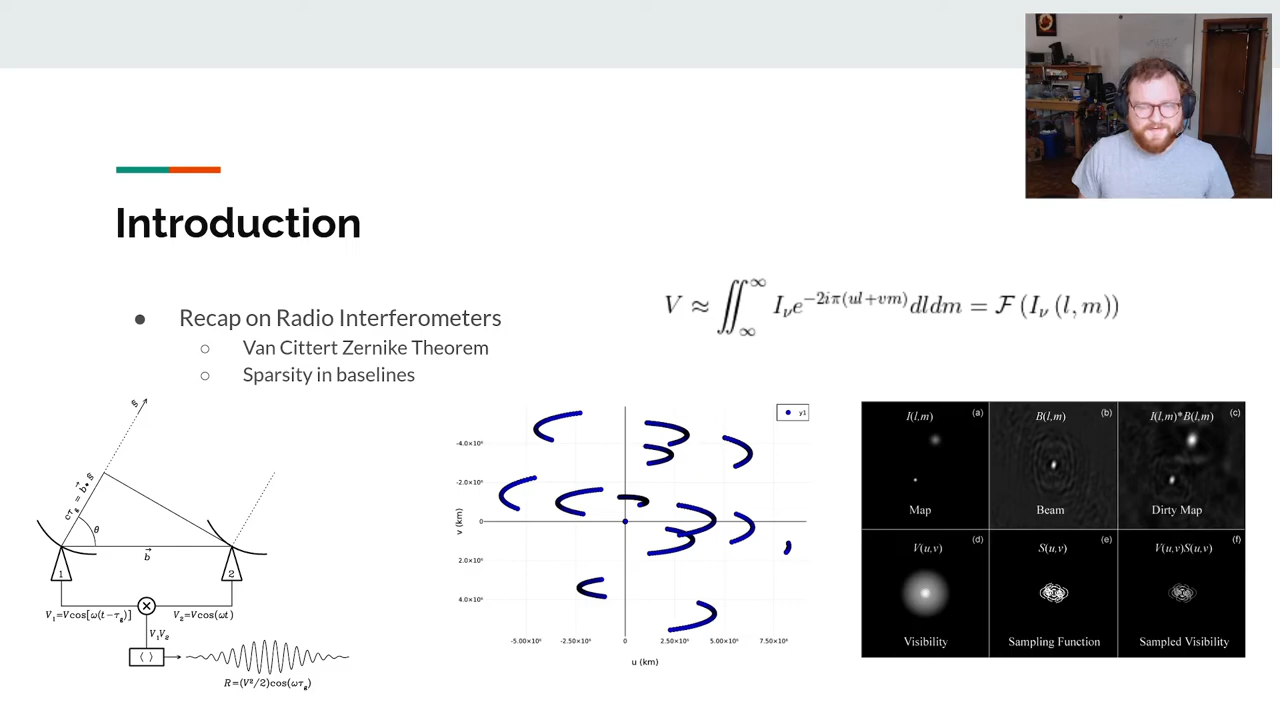 Introduction
● Recap on Radio Interferometers
○ Van Cittert Zernike Theorem
○ Sparsity in baselines
V ≈ ∬_∞^∞ I_ν e^{−2iπ(ul+vm)} dldm = 𝓕 (I_ν (l, m))
s
cτ_g = b⃗•s
θ
b⃗
1
2
V₁=Vcos[ω(t−τ_g)]
V₂=Vcos(ωt)
V₁V₂
⟨ ⟩
R=(V²/2)cos(ωτ_g)
y1
v (km)
-4.0×10⁶
-2.0×10⁶
0
2.0×10⁶
4.0×10⁶
-5.00×10⁶ -2.50×10⁶ 0 2.50×10⁶ 5.00×10⁶ 7.50×10⁶
u (km)
I(l,m) (a) B(l,m) (b) I(l,m)*B(l,m) (c)
Map Beam Dirty Map
V(u,v) (d) S(u,v) (e) V(u,v)S(u,v) (f)
Visibility Sampling Function Sampled Visibility